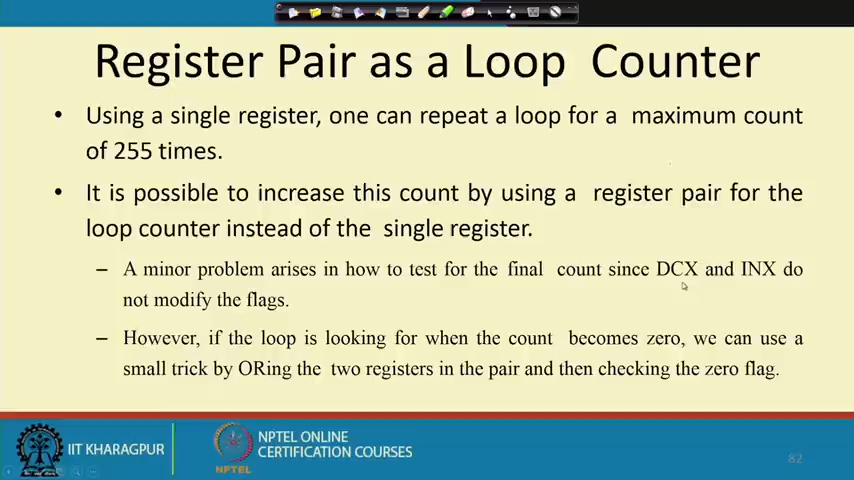 Register Pair as a Loop Counter
• Using a single register, one can repeat a loop for a maximum count
of 255 times.
• It is possible to increase this count by using a register pair for the
loop counter instead of the single register.
– A minor problem arises in how to test for the final count since DCX and INX do
not modify the flags.
– However, if the loop is looking for when the count becomes zero, we can use a
small trick by ORing the two registers in the pair and then checking the zero flag.
IIT KHARAGPUR
NPTEL
NPTEL ONLINE
CERTIFICATION COURSES
82